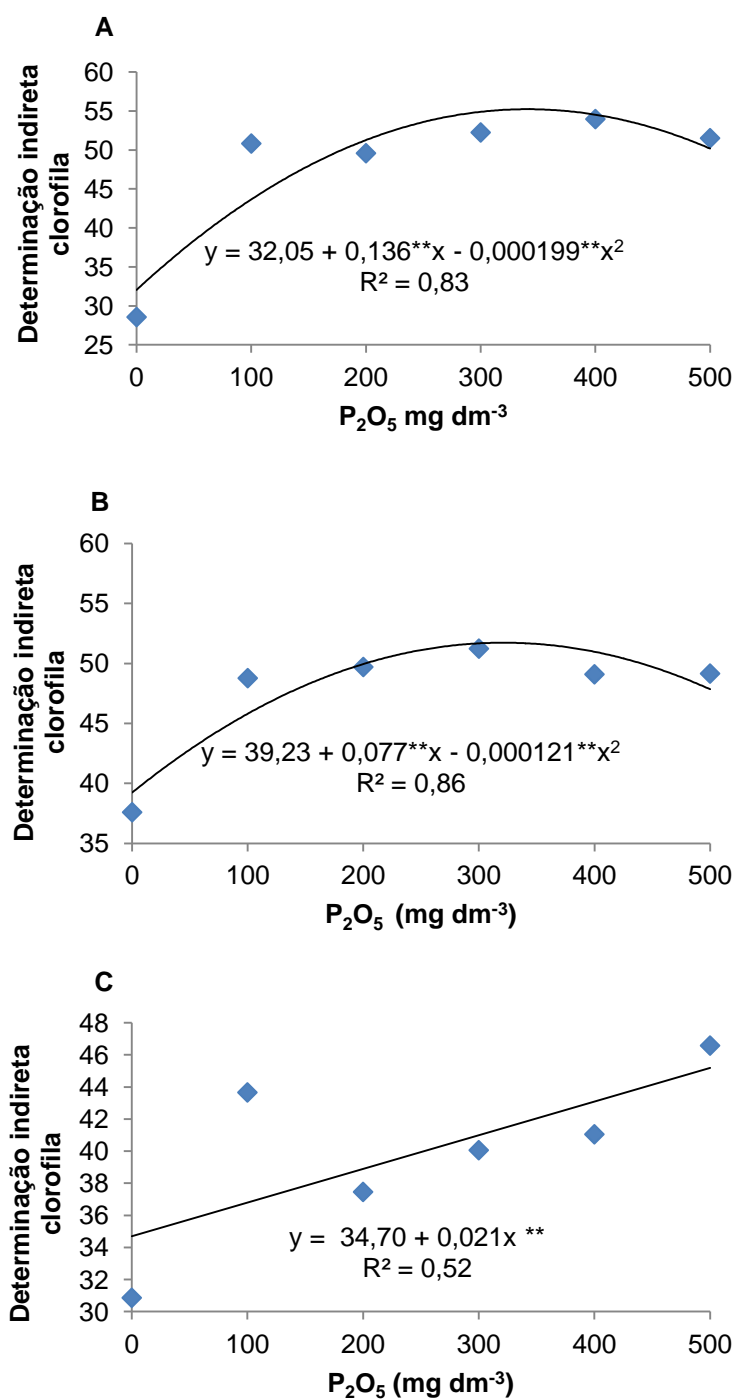 A
Determinação indireta
clorofila
60
55
50
45
40
35
30
25
y = 32,05 + 0,136**x - 0,000199**x²
R² = 0,83
0 100 200 300 400 500
P₂O₅ mg dm⁻³
B
Determinação indireta
clorofila
60
55
50
45
40
35
y = 39,23 + 0,077**x - 0,000121**x²
R² = 0,86
0 100 200 300 400 500
P₂O₅ (mg dm⁻³)
C
Determinação indireta
clorofila
48
46
44
42
40
38
36
34
32
30
y = 34,70 + 0,021x **
R² = 0,52
0 100 200 300 400 500
P₂O₅ (mg dm⁻³)